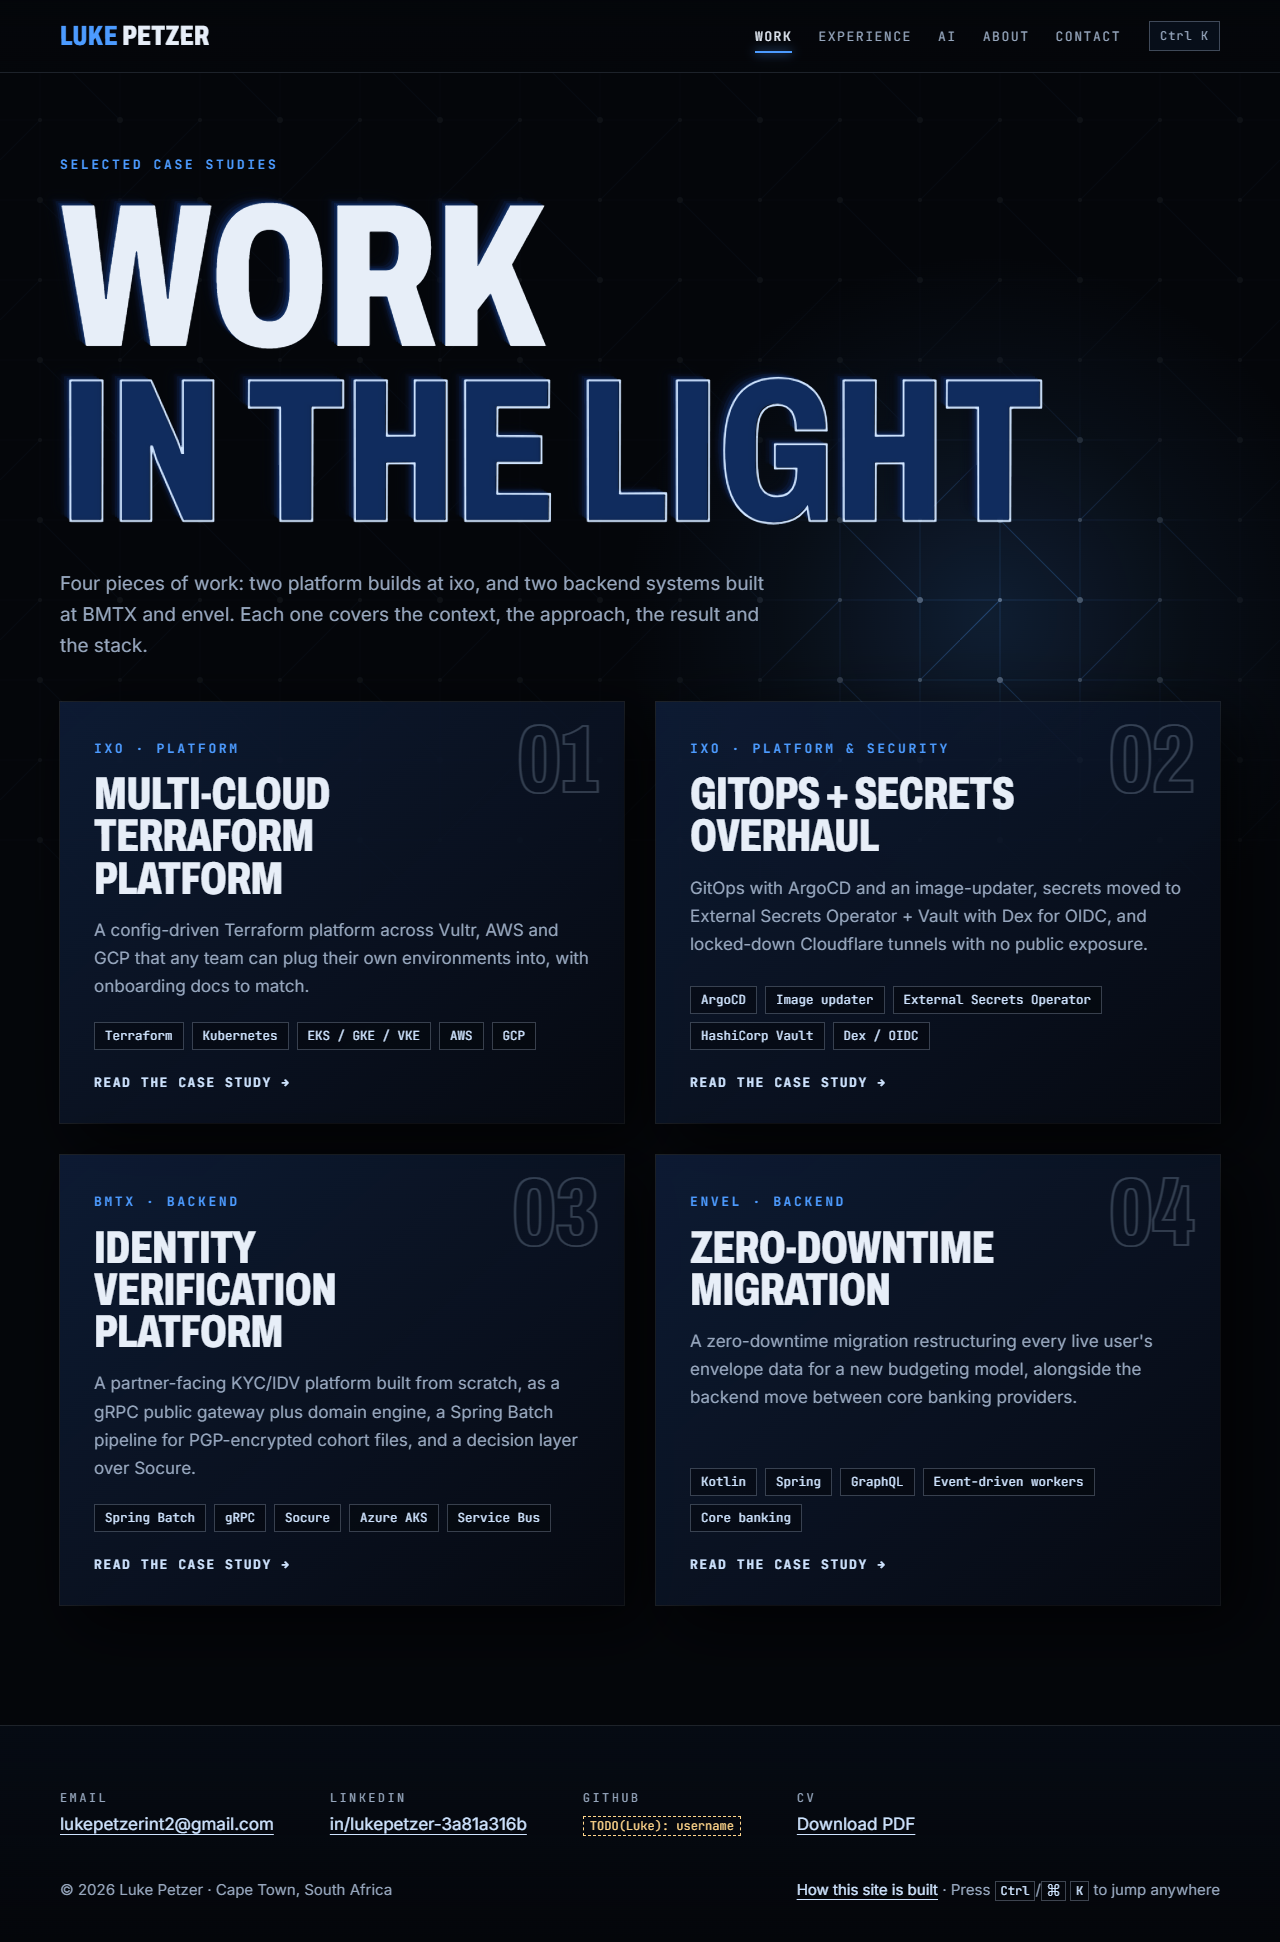 LUKE PETZER
WORK EXPERIENCE AI ABOUT CONTACT Ctrl K
SELECTED CASE STUDIES
WORK
IN THE LIGHT
Four pieces of work: two platform builds at ixo, and two backend systems built
at BMTX and envel. Each one covers the context, the approach, the result and
the stack.
01
IXO · PLATFORM
MULTI-CLOUD
TERRAFORM
PLATFORM
A config-driven Terraform platform across Vultr, AWS and
GCP that any team can plug their own environments into, with
onboarding docs to match.
Terraform Kubernetes EKS / GKE / VKE AWS GCP
READ THE CASE STUDY →
02
IXO · PLATFORM & SECURITY
GITOPS + SECRETS
OVERHAUL
GitOps with ArgoCD and an image-updater, secrets moved to
External Secrets Operator + Vault with Dex for OIDC, and
locked-down Cloudflare tunnels with no public exposure.
ArgoCD Image updater External Secrets Operator
HashiCorp Vault Dex / OIDC
READ THE CASE STUDY →
03
BMTX · BACKEND
IDENTITY
VERIFICATION
PLATFORM
A partner-facing KYC/IDV platform built from scratch, as a
gRPC public gateway plus domain engine, a Spring Batch
pipeline for PGP-encrypted cohort files, and a decision layer
over Socure.
Spring Batch gRPC Socure Azure AKS Service Bus
READ THE CASE STUDY →
04
ENVEL · BACKEND
ZERO-DOWNTIME
MIGRATION
A zero-downtime migration restructuring every live user's
envelope data for a new budgeting model, alongside the
backend move between core banking providers.
Kotlin Spring GraphQL Event-driven workers
Core banking
READ THE CASE STUDY →
EMAIL
lukepetzerint2@gmail.com
LINKEDIN
in/lukepetzer-3a81a316b
GITHUB
TODO(Luke): username
CV
Download PDF
© 2026 Luke Petzer · Cape Town, South Africa
How this site is built · Press Ctrl/⌘ K to jump anywhere